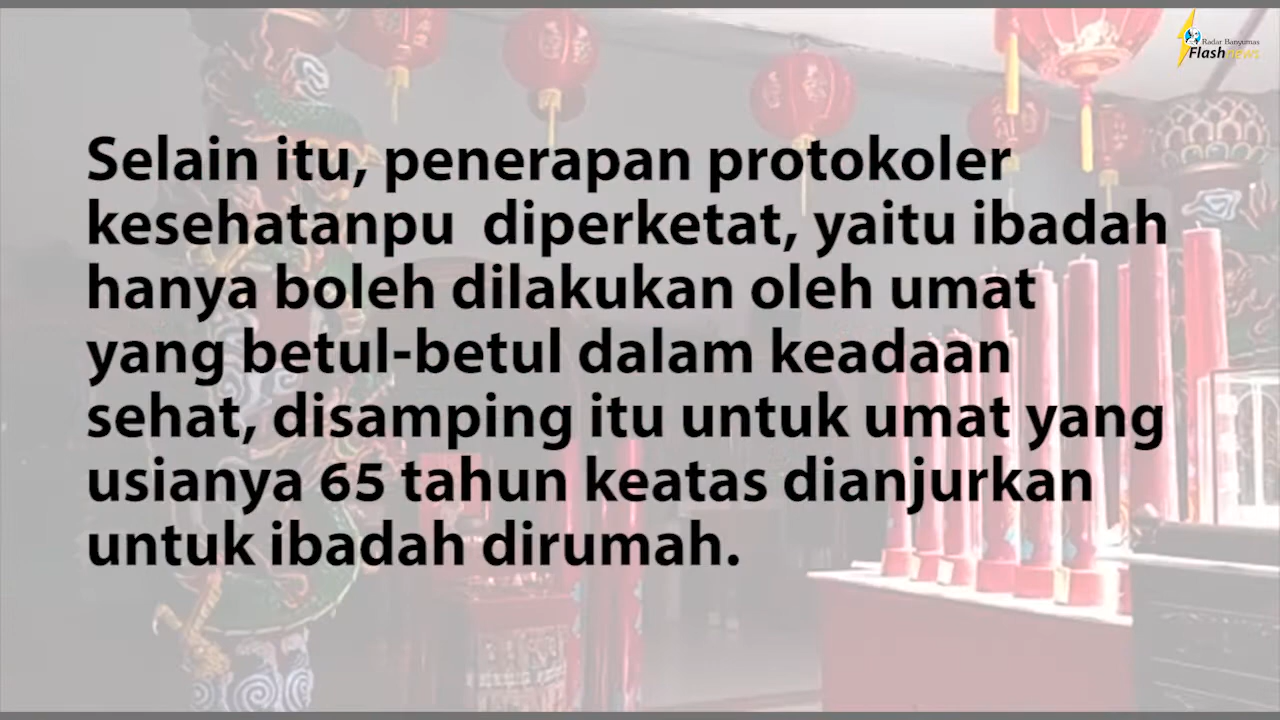 Radar Banyumas
Flash NEWS
Selain itu, penerapan protokoler
kesehatanpu  diperketat, yaitu ibadah
hanya boleh dilakukan oleh umat
yang betul-betul dalam keadaan
sehat, disamping itu untuk umat yang
usianya 65 tahun keatas dianjurkan
untuk ibadah dirumah.